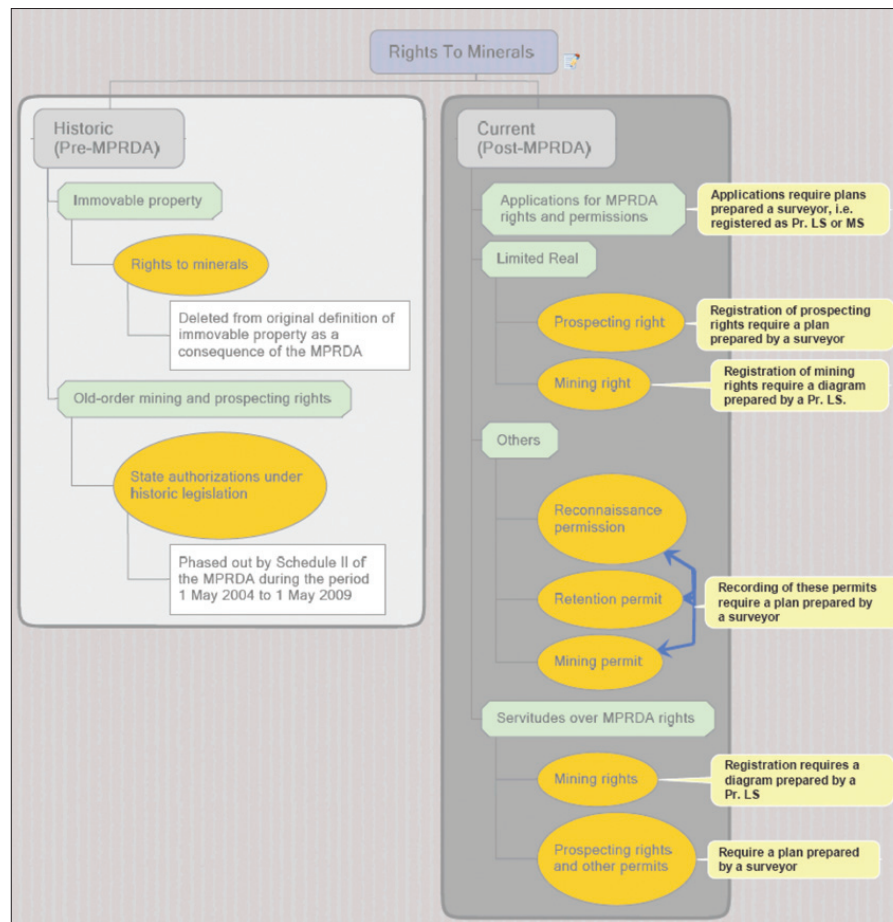 Rights To Minerals
Historic
(Pre-MPRDA)
Immovable property
Rights to minerals
Deleted from original definition of
immovable property as a
consequence of the MPRDA
Old-order mining and prospecting rights
State authorizations under
historic legislation
Phased out by Schedule II of
the MPRDA during the period
1 May 2004 to 1 May 2009
Current
(Post-MPRDA)
Applications for MPRDA
rights and permissions
Applications require plans
prepared a surveyor, i.e.
registered as Pr. LS or MS
Limited Real
Prospecting right
Registration of prospecting
rights require a plan
prepared by a surveyor
Mining right
Registration of mining
rights require a diagram
prepared by a Pr. LS.
Others
Reconnaissance
permission
Retention permit
Mining permit
Recording of these permits
require a plan prepared by
a surveyor
Servitudes over MPRDA rights
Mining rights
Registration requires a
diagram prepared by a
Pr. LS
Prospecting rights
and other permits
Require a plan prepared
by a surveyor